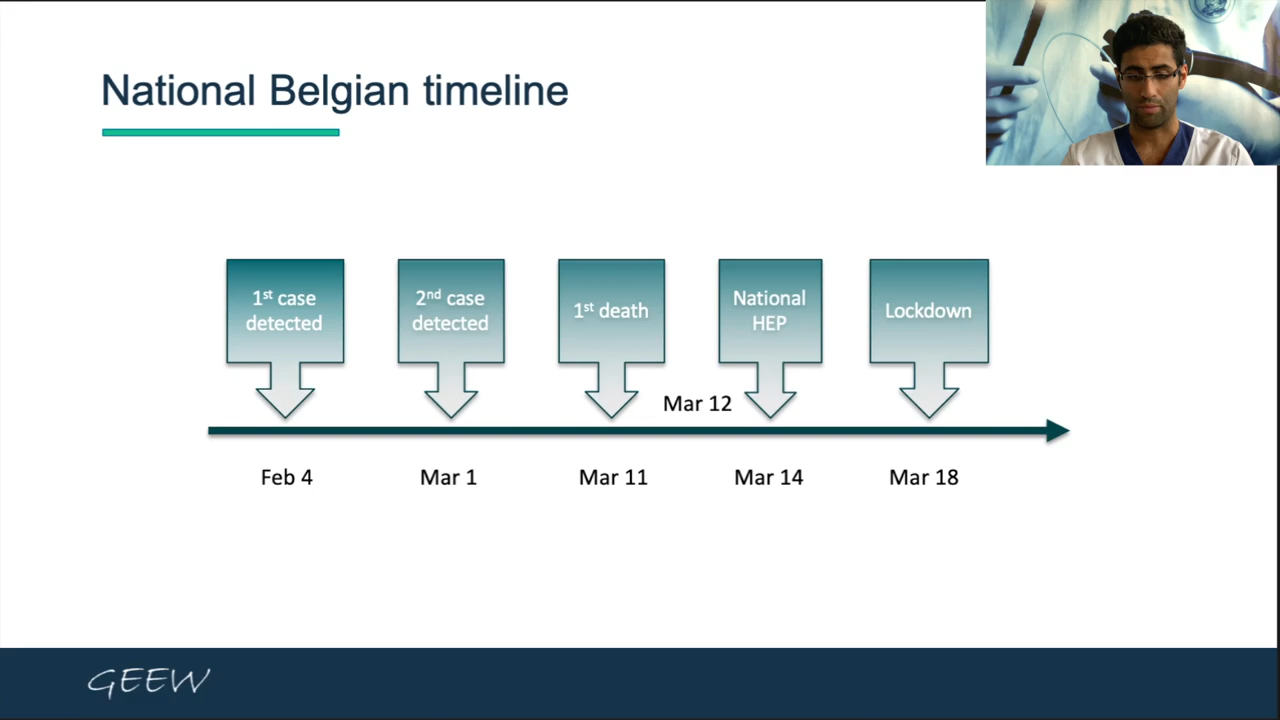 National Belgian timeline
1st case
detected
2nd case
detected
1st death
National
HEP
Lockdown
Mar 12
Feb 4
Mar 1
Mar 11
Mar 14
Mar 18
GEEW